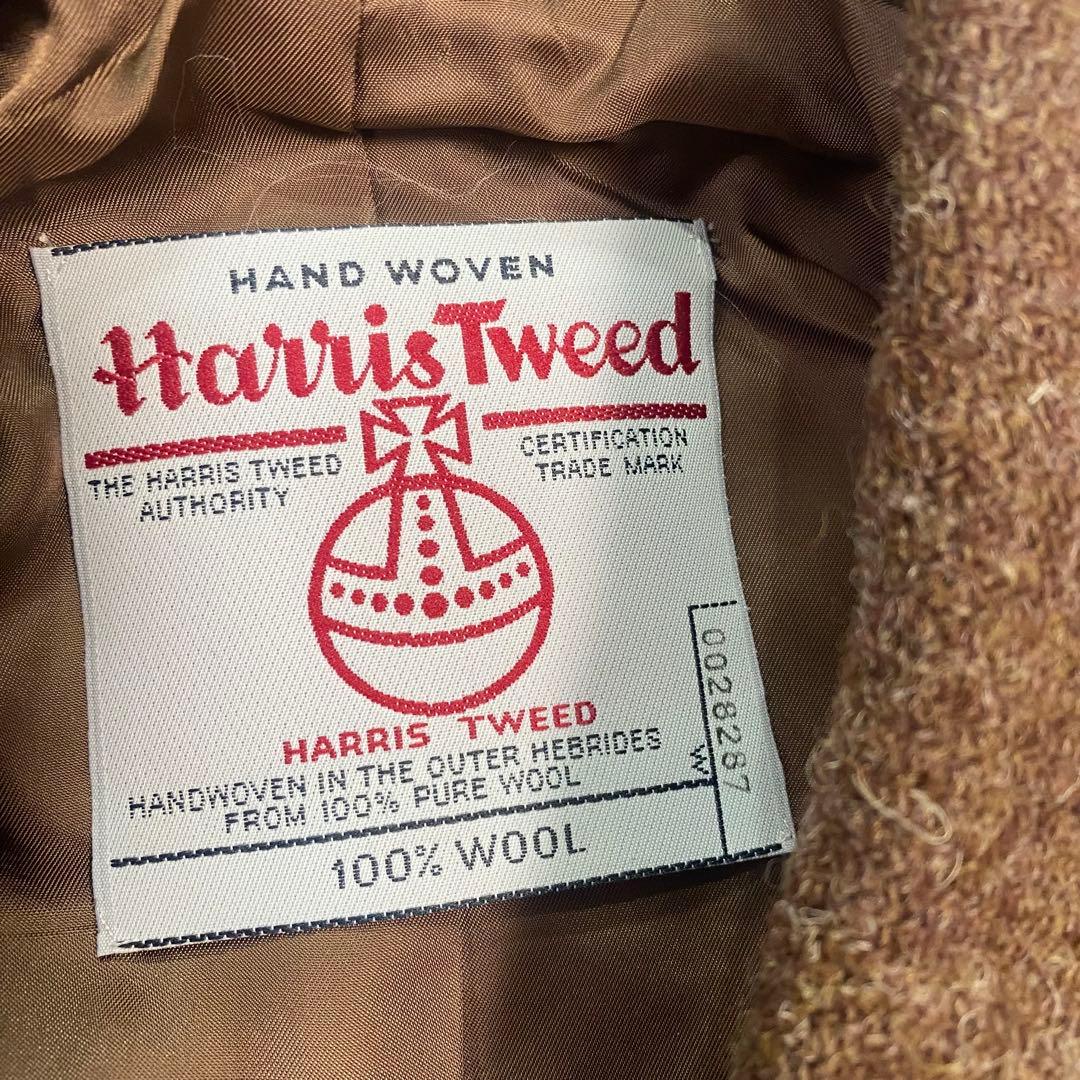 HAND WOVEN
Harris Tweed
THE HARRIS TWEED
AUTHORITY
CERTIFICATION
TRADE MARK
HARRIS TWEED
HANDWOVEN IN THE OUTER HEBRIDES
FROM 100% PURE WOOL
100% WOOL
0026287
W